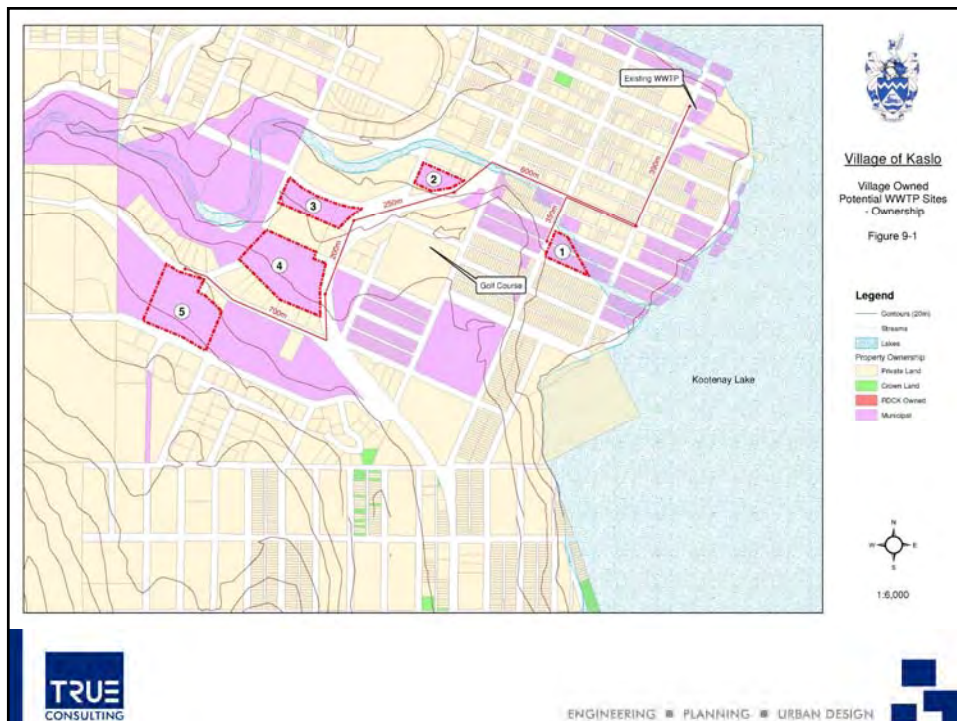 Existing WWTP
600m
390m
2
250m
3
350m
1
200m
4
Golf Course
5
700m
Kootenay Lake
Village of Kaslo
Village Owned
Potential WWTP Sites
- Ownership
Figure 9-1
Legend
Contours (20m)
Streams
Lakes
Property Ownership
Private Land
Crown Land
RDCK Owned
Municipal
N
W
E
S
1:6,000
TRUE
CONSULTING
ENGINEERING ■ PLANNING ■ URBAN DESIGN